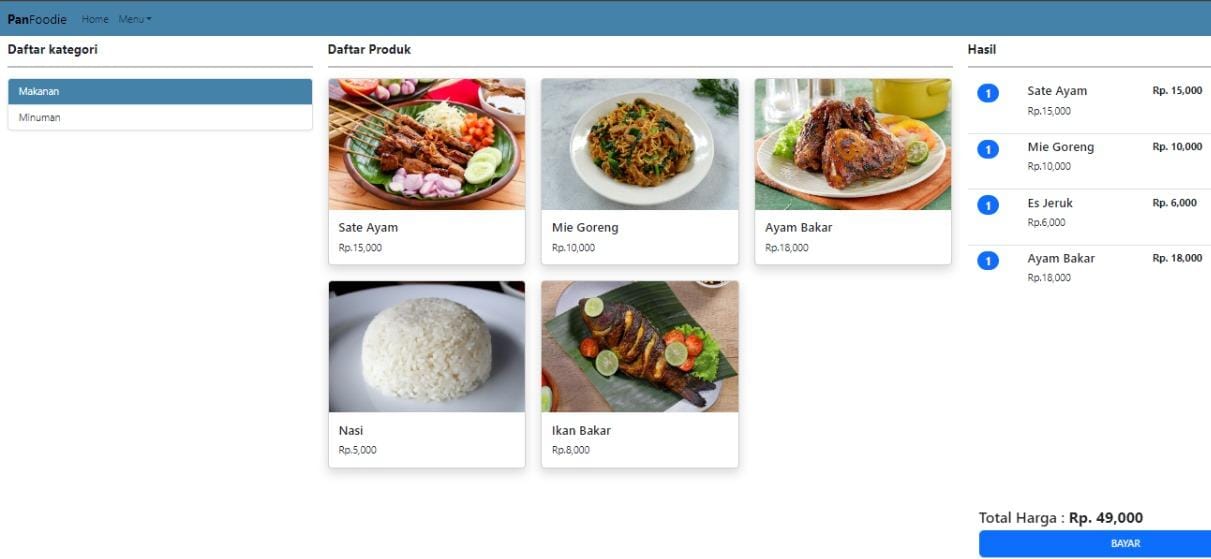 PanFoodie Home Menu
Daftar kategori
Makanan
Minuman
Daftar Produk
Sate Ayam
Rp.15,000
Mie Goreng
Rp.10,000
Ayam Bakar
Rp.18,000
Nasi
Rp.5,000
Ikan Bakar
Rp.8,000
Hasil
1 Sate Ayam Rp. 15,000
Rp.15,000
1 Mie Goreng Rp. 10,000
Rp.10,000
1 Es Jeruk Rp. 6,000
Rp.6,000
1 Ayam Bakar Rp. 18,000
Rp.18,000
Total Harga : Rp. 49,000
BAYAR